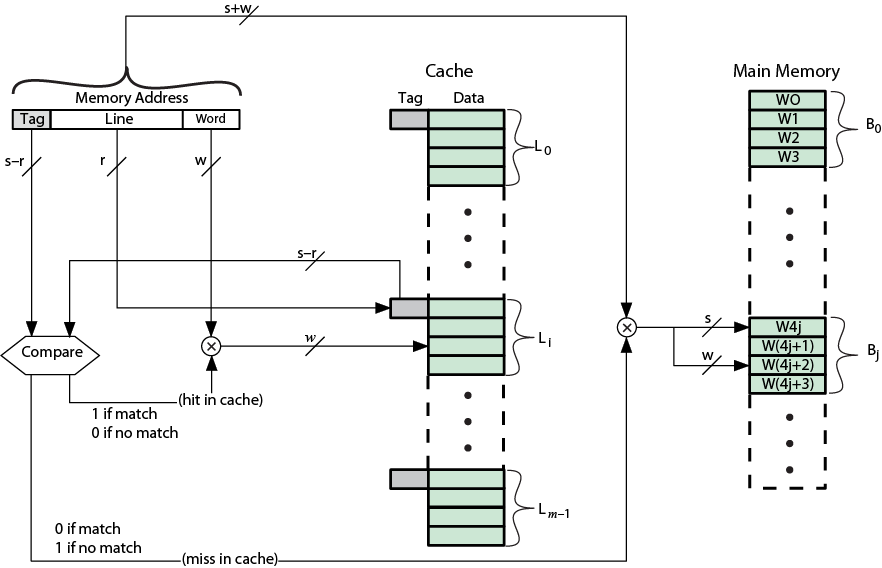 s+w
Memory Address
Tag Line Word
s–r r w
Cache
Tag Data
L0
Main Memory
W0
W1
W2
W3
B0
s–r
Li
w
Compare
(hit in cache)
1 if match
0 if no match
s
w
W4j
W(4j+1)
W(4j+2)
W(4j+3)
Bj
Lm–1
0 if match
1 if no match
(miss in cache)